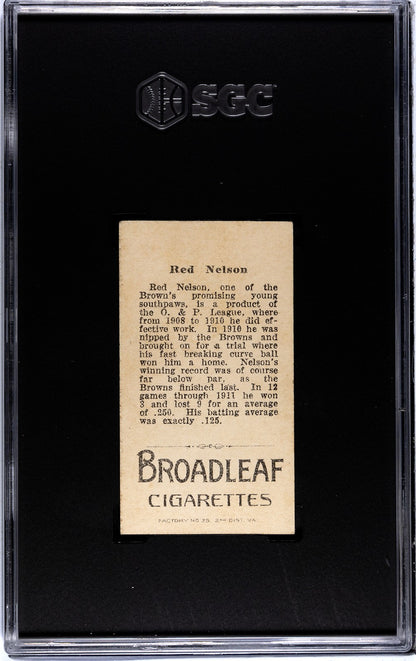 SGC
Red Nelson
Red Nelson, one of the
Brown's promising young
southpaws, is a product of
the O. & P. League, where
from 1908 to 1910 he did ef-
fective work. In 1910 he was
nipped by the Browns and
brought on for a trial where
his fast breaking curve ball
won him a home. Nelson's
winning record was of course
far below par, as the
Browns finished last. In 12
games through 1911 he won
3 and lost 9 for an average
of .250. His batting average
was exactly .125.
BROADLEAF
CIGARETTES
FACTORY NO 25, 2ND DIST. VA.